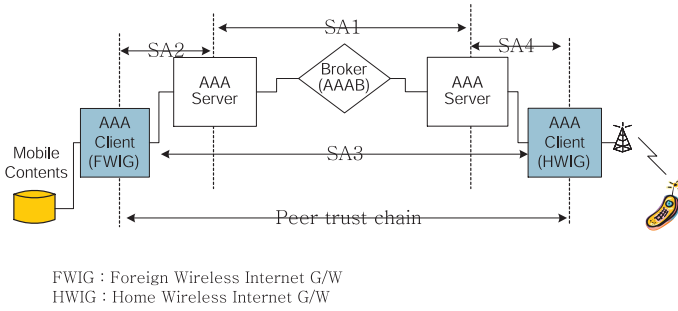 SA1
SA2
SA4
Broker
(AAAB)
AAA
Server
AAA
Server
AAA
Client
(FWIG)
AAA
Client
(HWIG)
Mobile
Contents
SA3
Peer trust chain
FWIG : Foreign Wireless Internet G/W
HWIG : Home Wireless Internet G/W